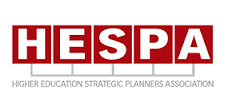 HESPA
HIGHER EDUCATION STRATEGIC PLANNERS ASSOCIATION